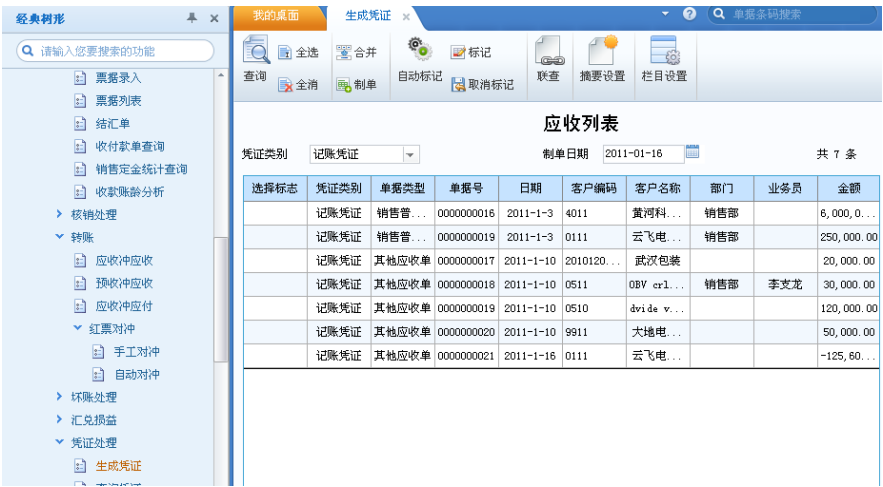 经典树形
我的桌面
生成凭证
单据条码搜索
请输入您要搜索的功能
票据录入
票据列表
结汇单
收付款单查询
销售定金统计查询
收款账龄分析
核销处理
转账
应收冲应收
预收冲应收
应收冲应付
红票对冲
手工对冲
自动对冲
坏账处理
汇兑损益
凭证处理
生成凭证
查询
全选
全消
合并
制单
自动标记
标记
取消标记
联查
摘要设置
栏目设置
应收列表
凭证类别 记账凭证 制单日期 2011-01-16 共 7 条
选择标志 凭证类别 单据类型 单据号 日期 客户编码 客户名称 部门 业务员 金额
记账凭证 销售普... 0000000016 2011-1-3 4011 黄河科... 销售部 6,000,0...
记账凭证 销售普... 0000000019 2011-1-3 0111 云飞电... 销售部 250,000.00
记账凭证 其他应收单 0000000017 2011-1-10 2010120... 武汉包装 20,000.00
记账凭证 其他应收单 0000000018 2011-1-10 0511 OBV crl... 销售部 李支龙 30,000.00
记账凭证 其他应收单 0000000019 2011-1-10 0510 dvide v... 120,000.00
记账凭证 其他应收单 0000000020 2011-1-10 9911 大地电... 50,000.00
记账凭证 其他应收单 0000000021 2011-1-16 0111 云飞电... -125,60...